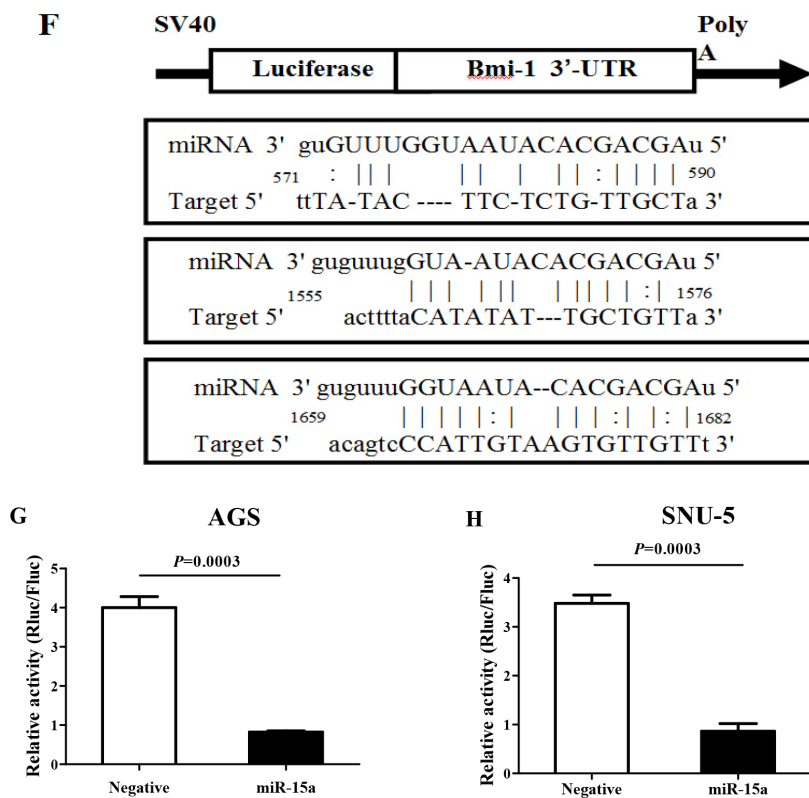 F
SV40
Poly
A
Luciferase
Bmi-1 3’-UTR
miRNA 3' guGUUUGGUAAUACACGACGAu 5'
571 : ||| || | || : |||| 590
Target 5' ttTA-TAC ---- TTC-TCTG-TTGCTa 3'
miRNA 3' guguuugGUA-AUACACGACGAu 5'
1555 ||| ||| ||||| :| 1576
Target 5' acttttaCATATAT---TGCTGTTa 3'
miRNA 3' guguuuGGUAAUA--CACGACGAu 5'
1659 |||||:| |||:|:| 1682
Target 5' acagtcCCATTGTAAGTGTTGTTt 3'
G
AGS
P=0.0003
Relative activity (Rluc/Fluc)
5
4
3
2
1
0
Negative
miR-15a
H
SNU-5
P=0.0003
Relative activity (Rluc/Fluc)
4
3
2
1
0
Negative
miR-15a